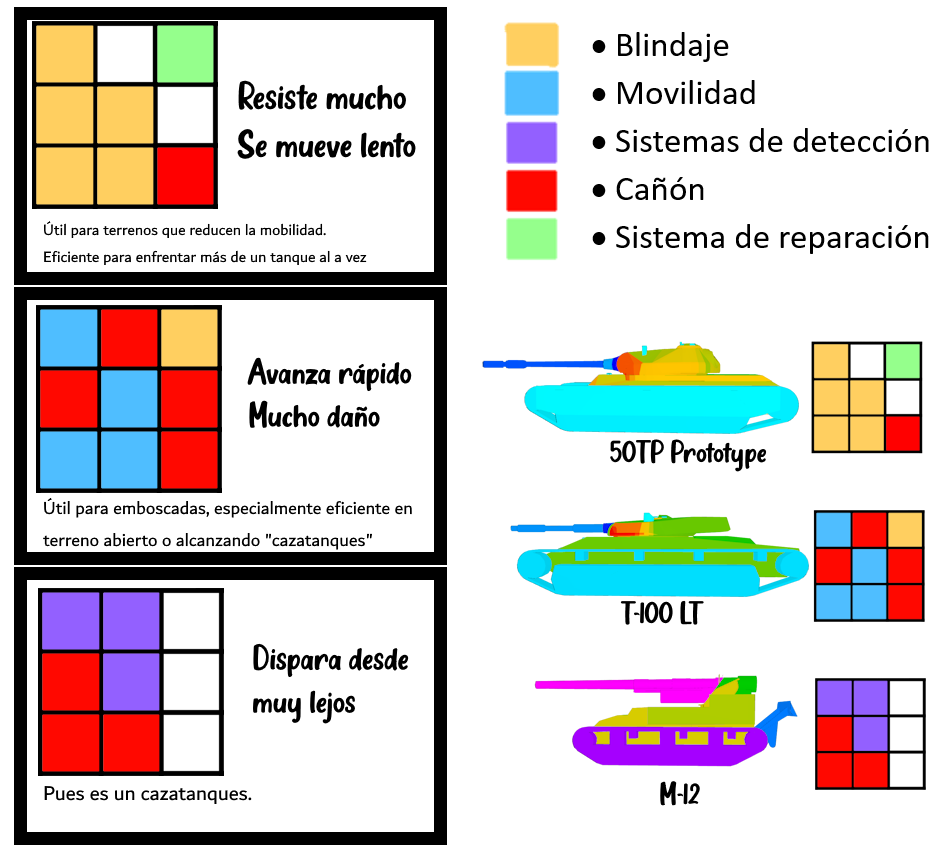 Resiste mucho
Se mueve lento
Útil para terrenos que reducen la mobilidad.
Eficiente para enfrentar más de un tanque al a vez
Avanza rápido
Mucho daño
Útil para emboscadas, especialmente eficiente en
terreno abierto o alcanzando "cazatanques"
Dispara desde
muy lejos
Pues es un cazatanques.
• Blindaje
• Movilidad
• Sistemas de detección
• Cañón
• Sistema de reparación
50TP Prototype
T-100 LT
M-12